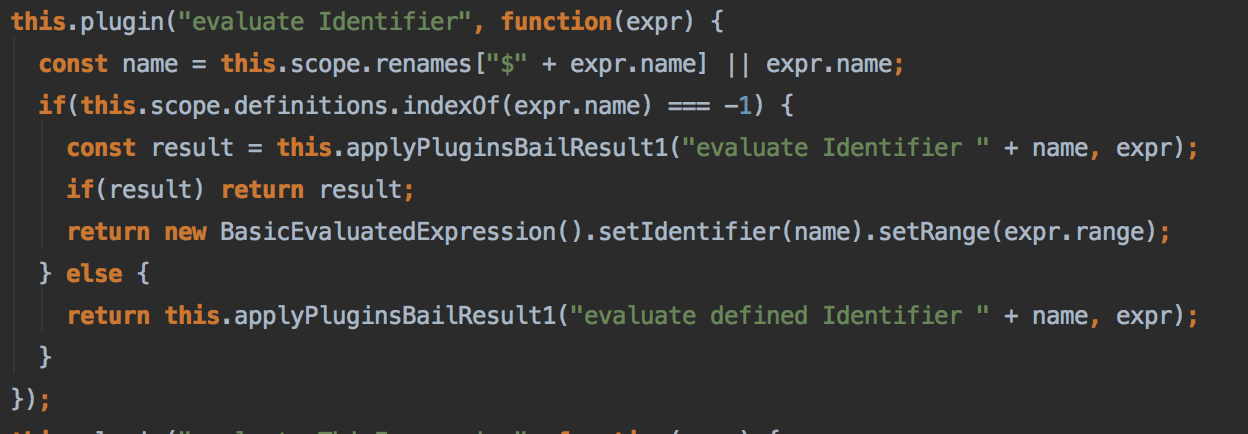 this.plugin("evaluate Identifier", function(expr) {
const name = this.scope.renames["$" + expr.name] || expr.name;
if(this.scope.definitions.indexOf(expr.name) === -1) {
const result = this.applyPluginsBailResult1("evaluate Identifier " + name, expr);
if(result) return result;
return new BasicEvaluatedExpression().setIdentifier(name).setRange(expr.range);
} else {
return this.applyPluginsBailResult1("evaluate defined Identifier " + name, expr);
}
});